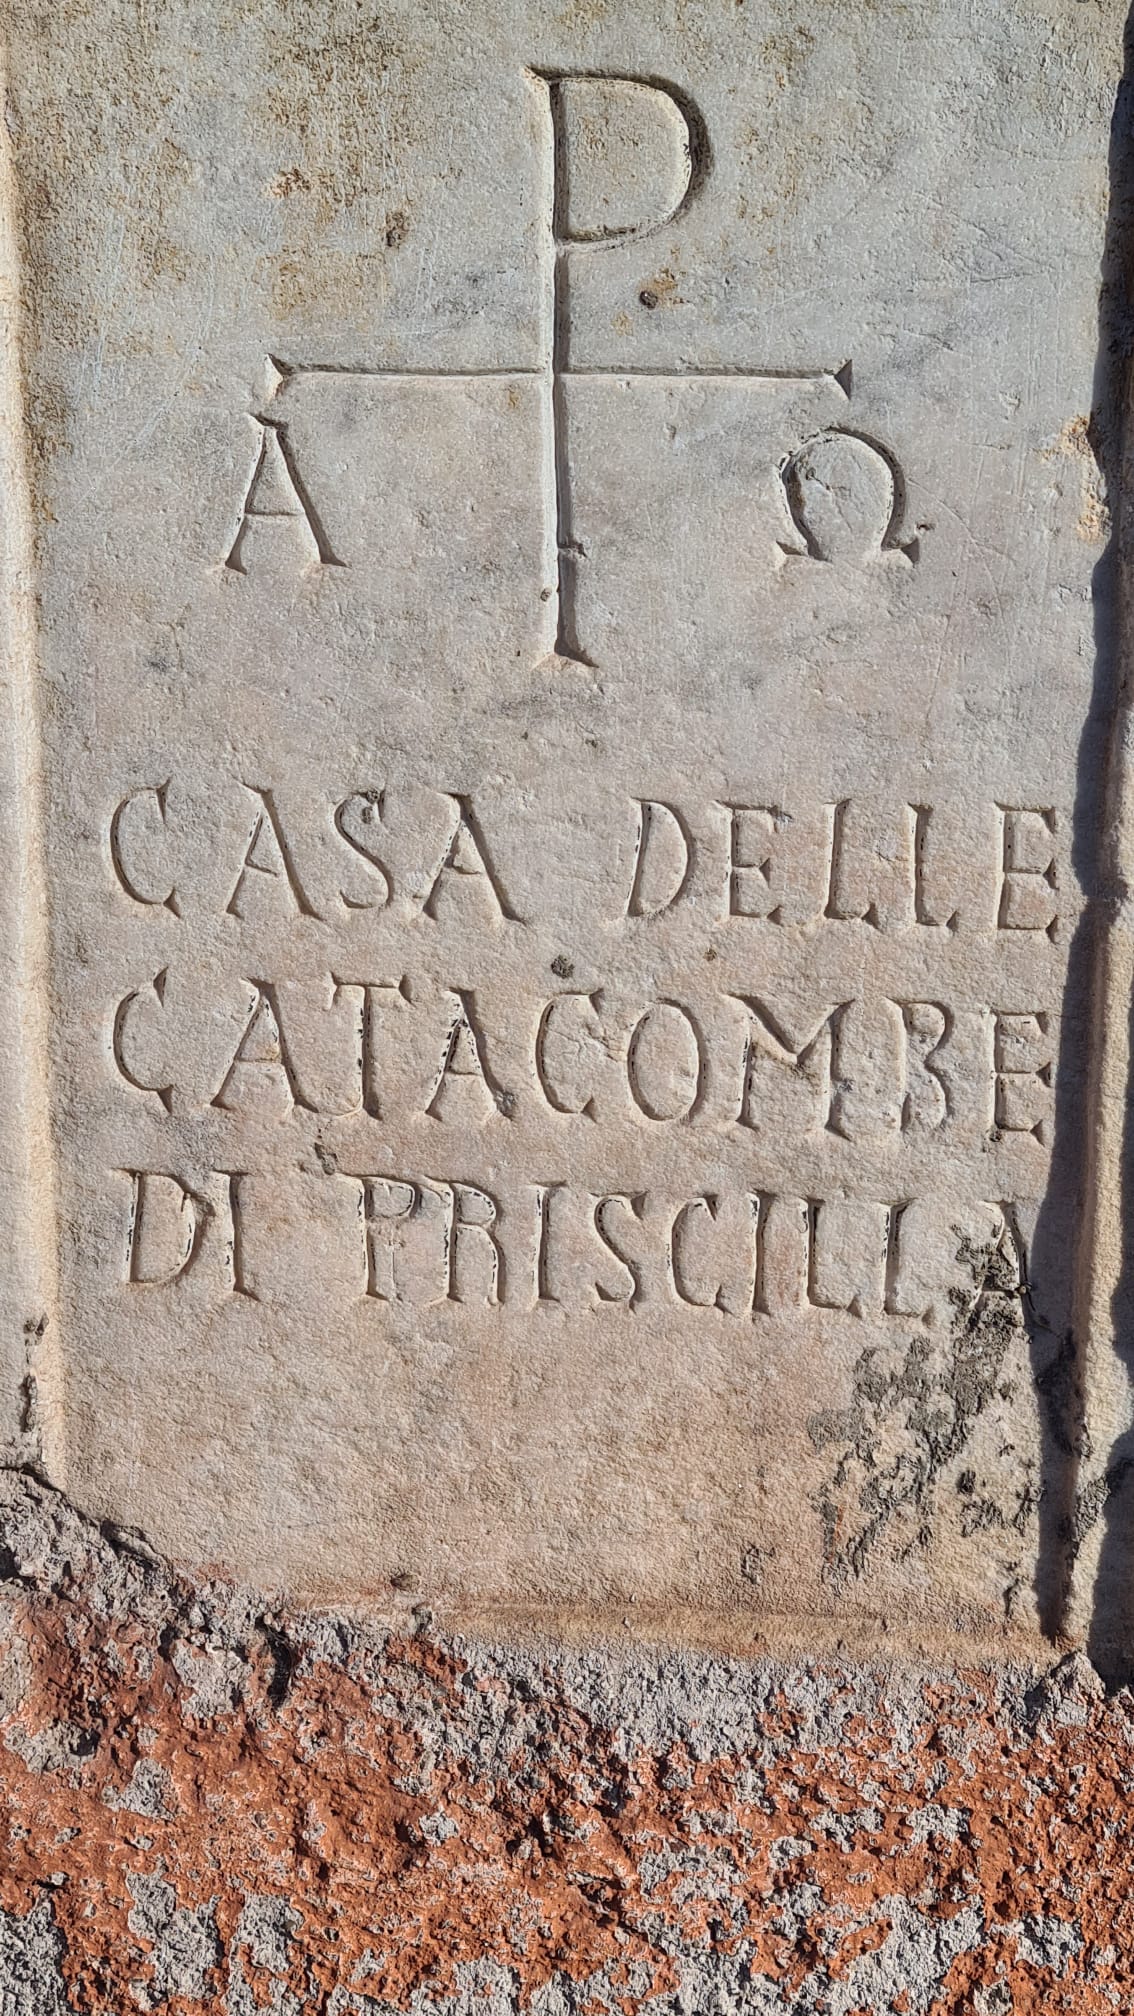 Ρ
Α Ω
CASA DELLE
CATACOMBE
DI PRISCILLA